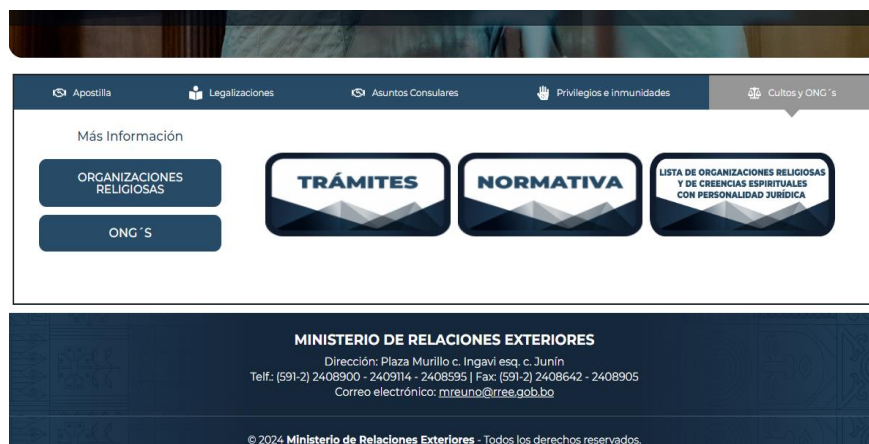 Apostilla
Legalizaciones
Asuntos Consulares
Privilegios e inmunidades
Cultos y ONG´s
Más Información
ORGANIZACIONES
RELIGIOSAS
ONG´S
TRÁMITES
NORMATIVA
LISTA DE ORGANIZACIONES RELIGIOSAS
Y DE CREENCIAS ESPIRITUALES
CON PERSONALIDAD JURÍDICA
MINISTERIO DE RELACIONES EXTERIORES
Dirección: Plaza Murillo c. Ingavi esq. c. Junín
Telf.: (591-2) 2408900 - 2409114 - 2408595 | Fax: (591-2) 2408642 - 2408905
Correo electrónico: mreuno@rree.gob.bo
© 2024 Ministerio de Relaciones Exteriores - Todos los derechos reservados.